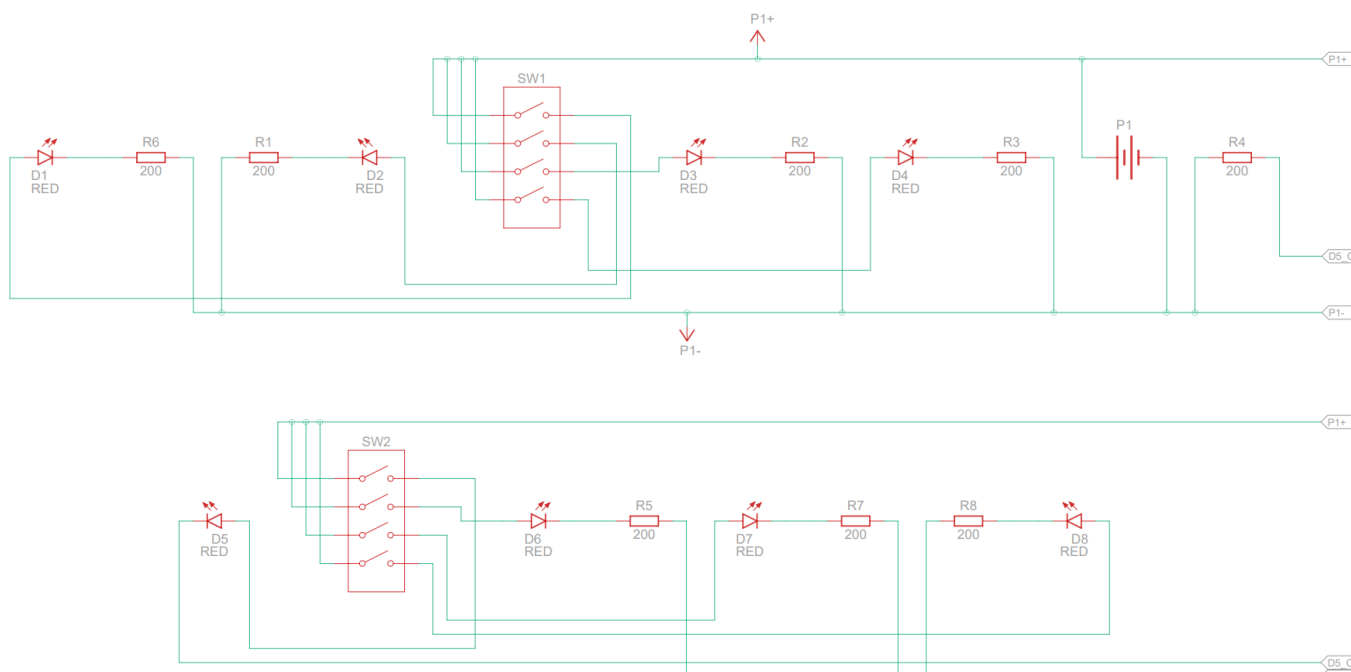 P1+
P1+
SW1
P1
R6
R1
R2
R3
R4
200
200
200
200
200
D1
RED
D2
RED
D3
RED
D4
RED
P1-
P1-
P1+
SW2
R5
R7
R8
200
200
200
D5
RED
D6
RED
D7
RED
D8
RED